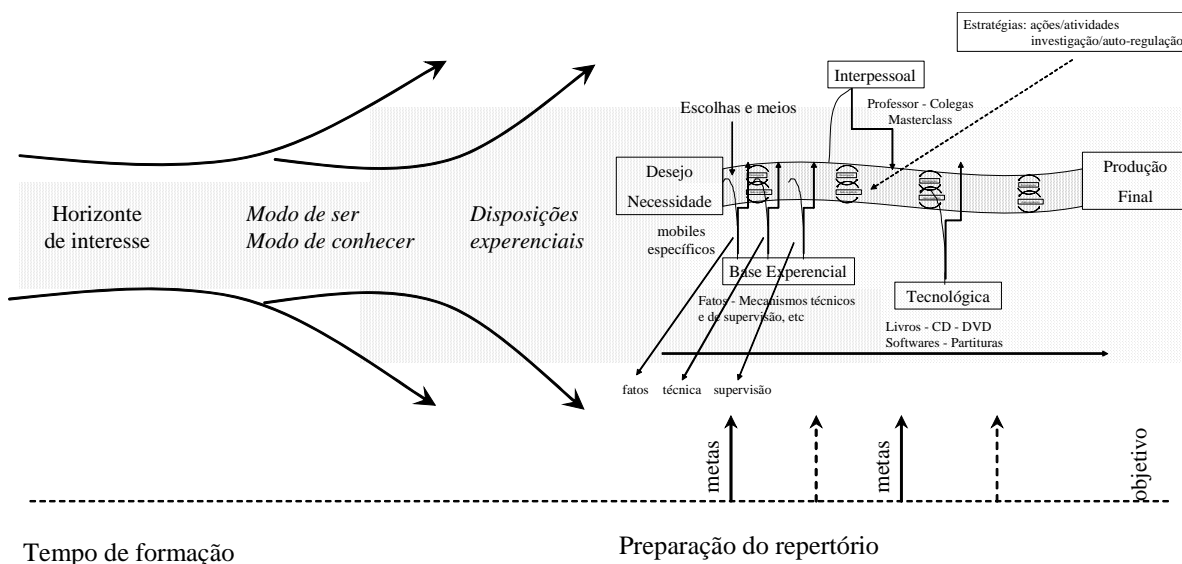 Estratégias: ações/atividades
investigação/auto-regulação
Interpessoal
Escolhas e meios
Professor - Colegas
Masterclass
Desejo
Necessidade
Produção
Final
Horizonte
de interesse
Modo de ser
Modo de conhecer
Disposições
experenciais
mobiles
específicos
Base Experencial
Tecnológica
Fatos - Mecanismos técnicos
e de supervisão, etc
Livros - CD - DVD
Softwares - Partituras
fatos
técnica
supervisão
metas
metas
objetivo
Tempo de formação
Preparação do repertório